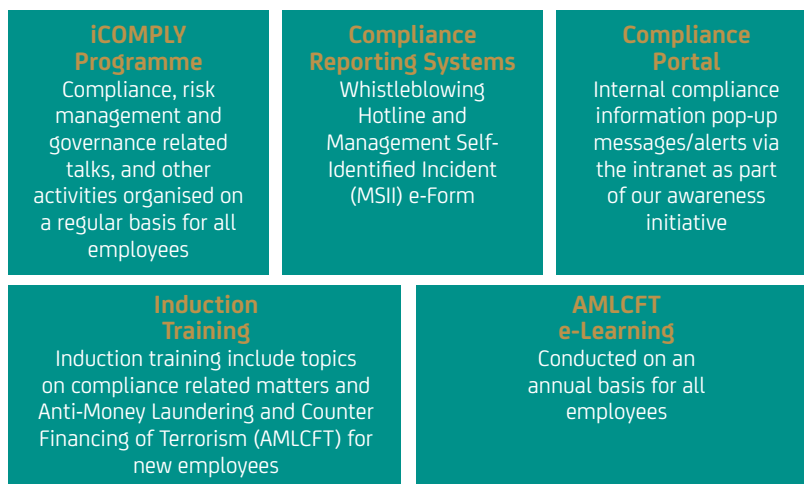 iCOMPLY
Programme
Compliance, risk
management and
governance related
talks, and other
activities organised on
a regular basis for all
employees
Compliance
Reporting Systems
Whistleblowing
Hotline and
Management Self-
Identified Incident
(MSII) e-Form
Compliance
Portal
Internal compliance
information pop-up
messages/alerts via
the intranet as part
of our awareness
initiative
Induction
Training
Induction training include topics
on compliance related matters and
Anti-Money Laundering and Counter
Financing of Terrorism (AMLCFT) for
new employees
AMLCFT
e-Learning
Conducted on an
annual basis for all
employees